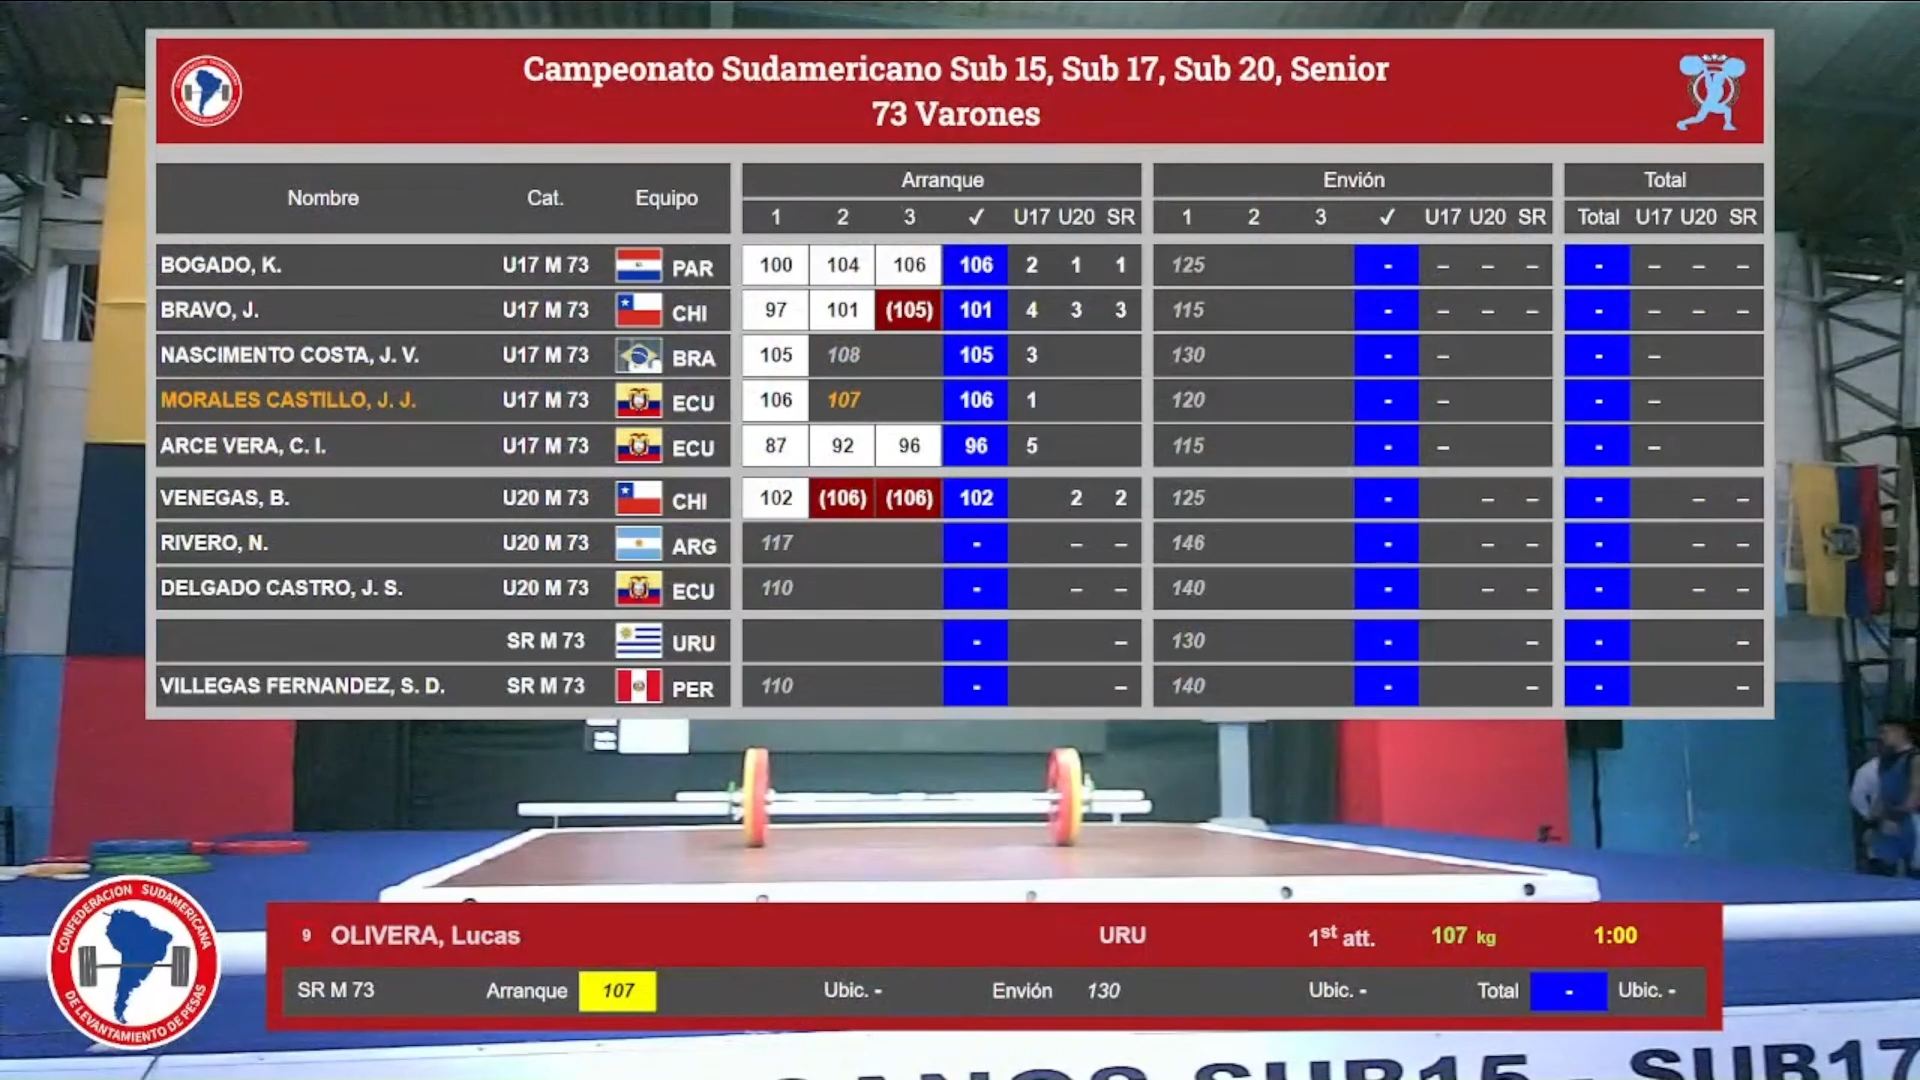 Campeonato Sudamericano Sub 15, Sub 17, Sub 20, Senior
73 Varones
Nombre Cat. Equipo Arranque Envión Total
1 2 3 ✓ U17 U20 SR 1 2 3 ✓ U17 U20 SR Total U17 U20 SR
BOGADO, K. U17 M 73 PAR 100 104 106 106 2 1 1 125 - – – – - – – –
BRAVO, J. U17 M 73 CHI 97 101 (105) 101 4 3 3 115 - – – – - – – –
NASCIMENTO COSTA, J. V. U17 M 73 BRA 105 108 105 3 130 - – - –
MORALES CASTILLO, J. J. U17 M 73 ECU 106 107 106 1 120 - – - –
ARCE VERA, C. I. U17 M 73 ECU 87 92 96 96 5 115 - – - –
VENEGAS, B. U20 M 73 CHI 102 (106) (106) 102 2 2 125 - – – - – –
RIVERO, N. U20 M 73 ARG 117 - – – 146 - – – - – –
DELGADO CASTRO, J. S. U20 M 73 ECU 110 - – – 140 - – – - – –
SR M 73 URU - – 130 - – - –
VILLEGAS FERNANDEZ, S. D. SR M 73 PER 110 - – 140 - – - –
CONFEDERACION SUDAMERICANA
DE LEVANTAMIENTO DE PESAS
9 OLIVERA, Lucas URU 1st att. 107 kg 1:00
SR M 73 Arranque 107 Ubic. - Envión 130 Ubic. - Total - Ubic. -
SUB15 - SUB17